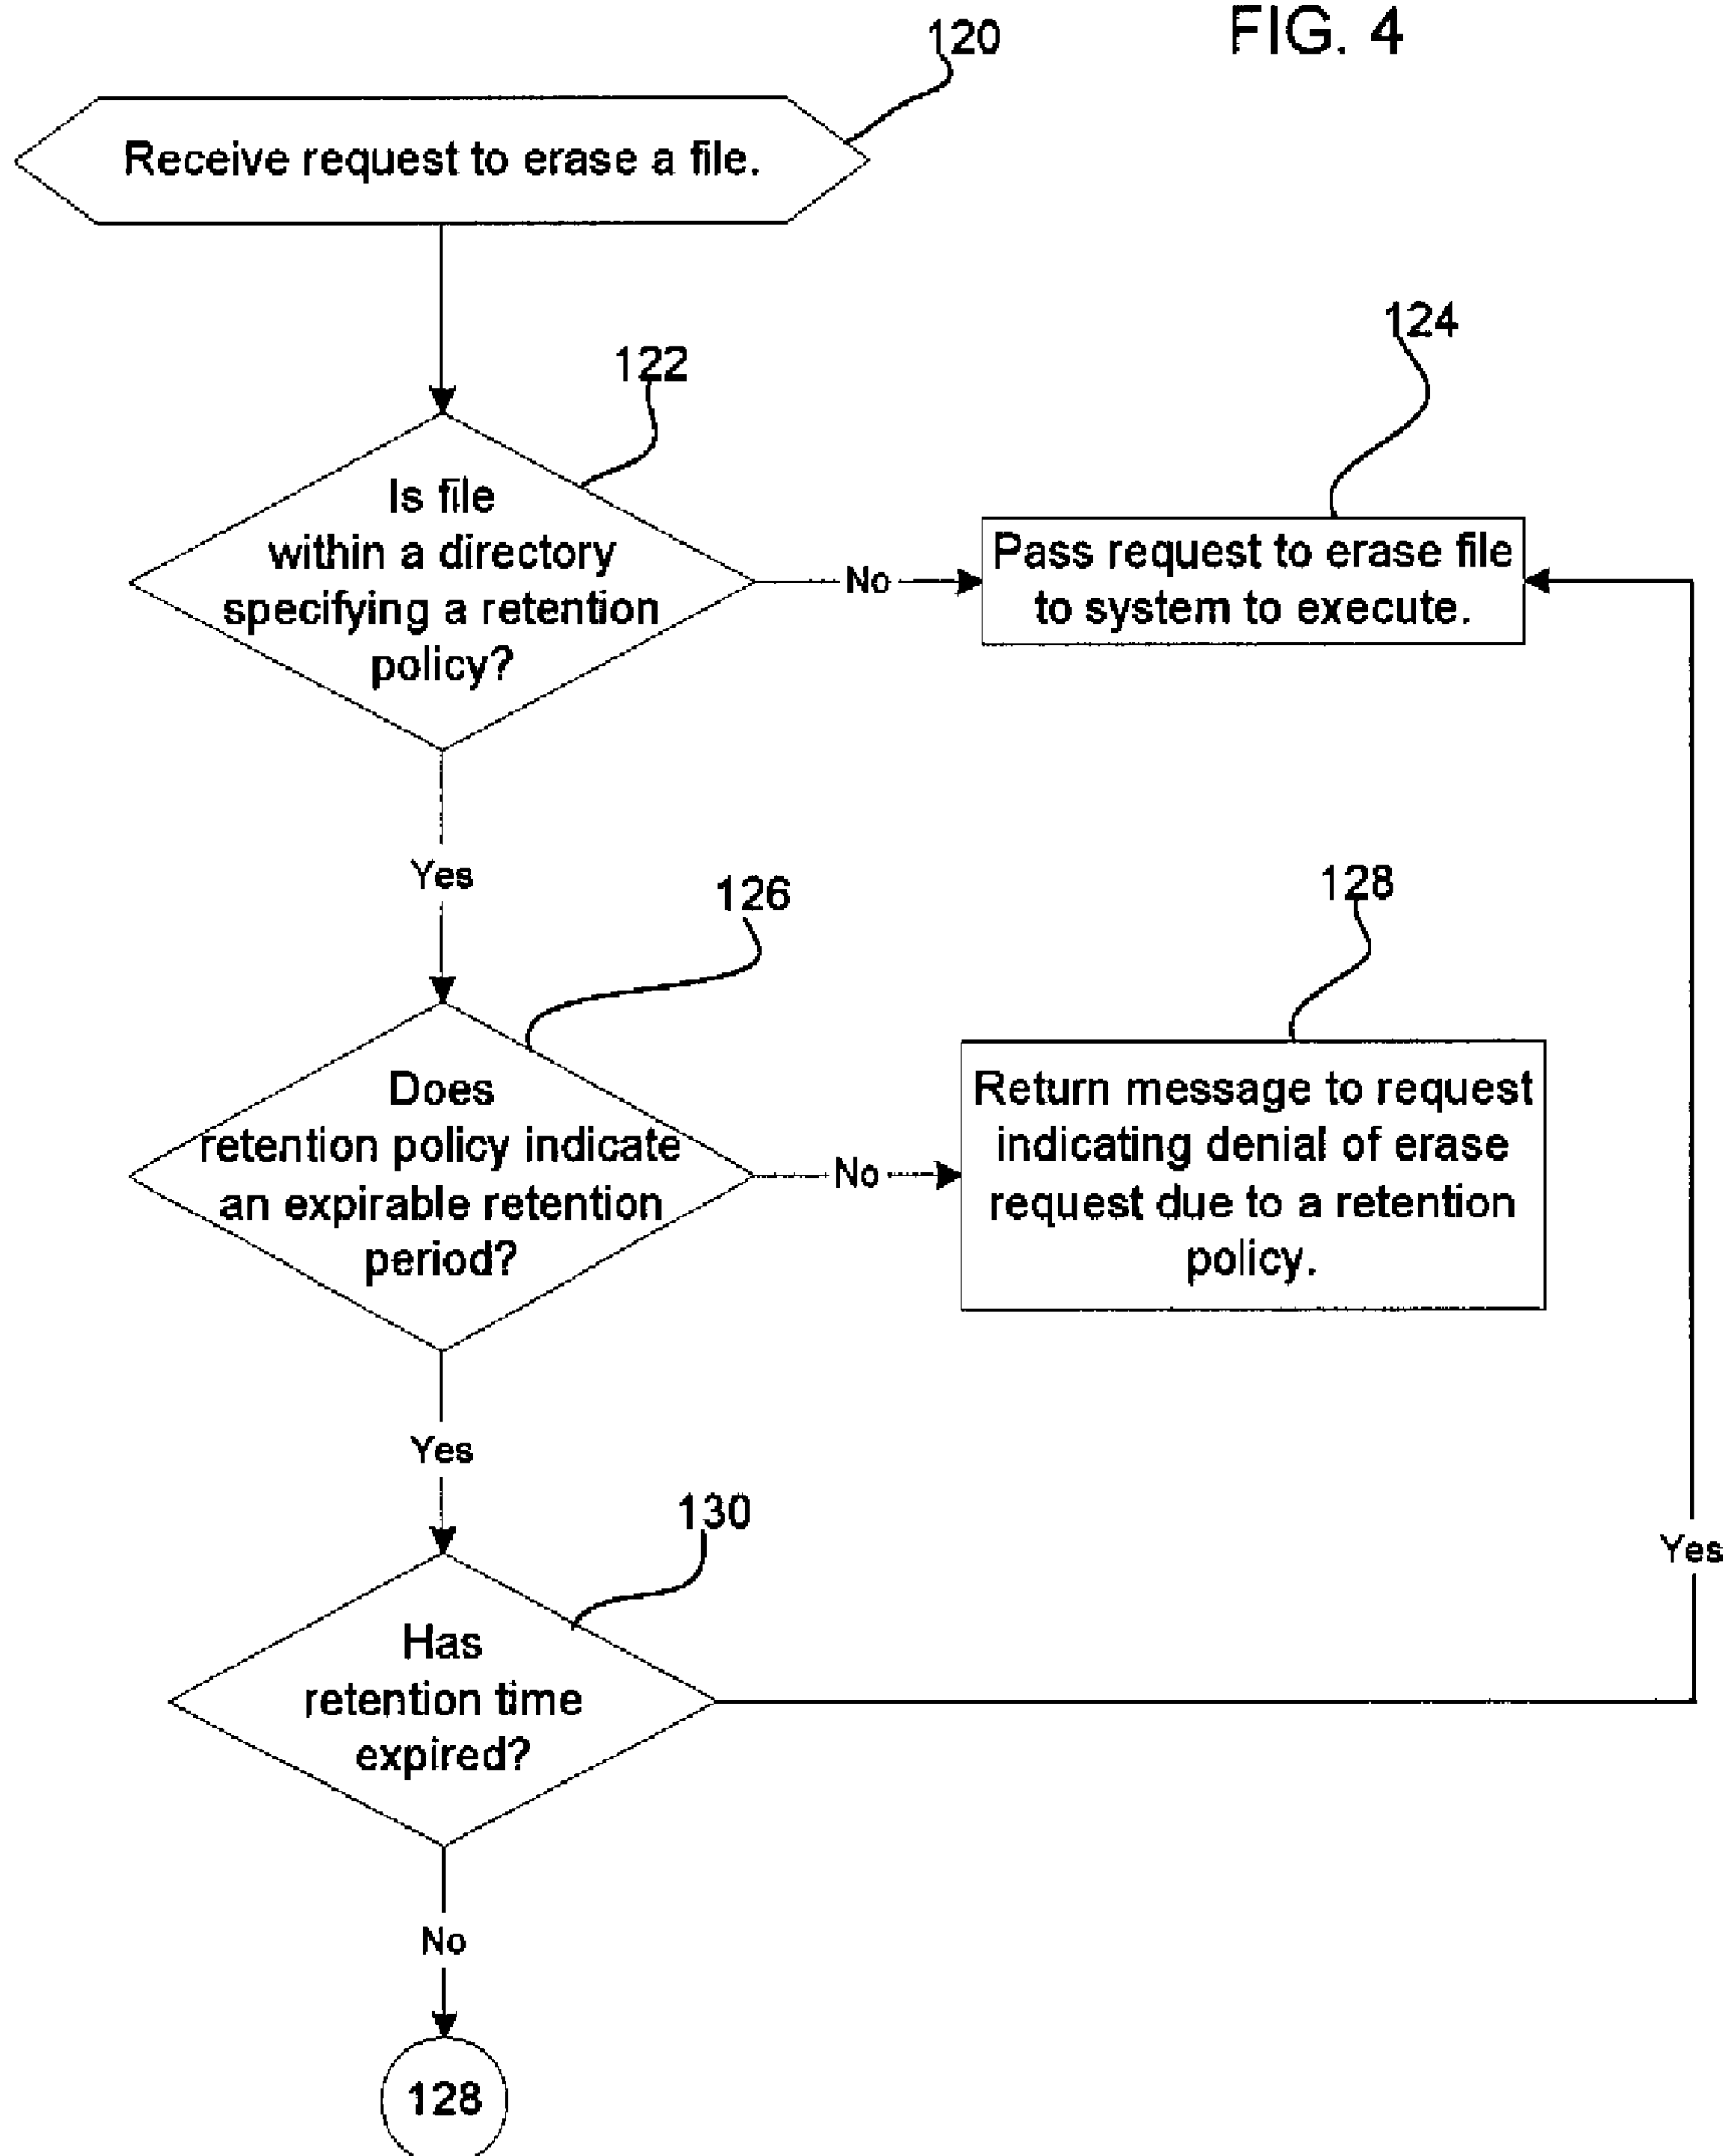 FIG. 4
120
Receive request to erase a file.
122
Is file
within a directory
specifying a retention
policy?
No
124
Pass request to erase file
to system to execute.
Yes
126
Does
retention policy indicate
an expirable retention
period?
No
128
Return message to request
indicating denial of erase
request due to a retention
policy.
Yes
130
Has
retention time
expired?
Yes
No
128